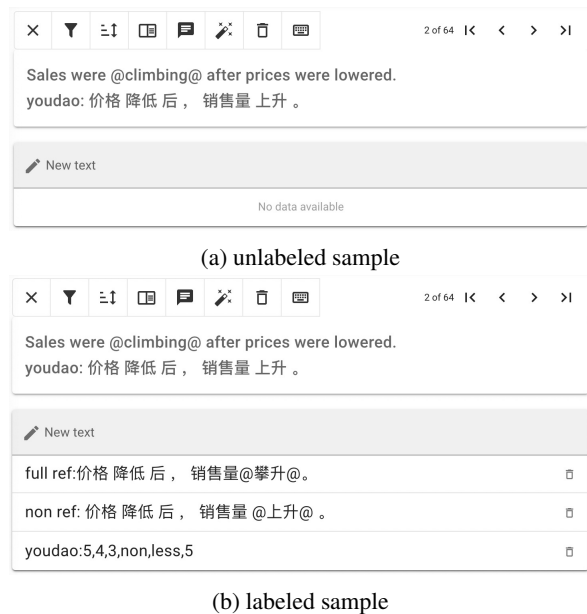 2 of 64
Sales were @climbing@ after prices were lowered.
youdao: 价格 降低 后 ， 销售量 上升 。
New text
No data available
(a) unlabeled sample
2 of 64
Sales were @climbing@ after prices were lowered.
youdao: 价格 降低 后 ， 销售量 上升 。
New text
full ref:价格 降低 后 ， 销售量@攀升@。
non ref: 价格 降低 后 ， 销售量 @上升@ 。
youdao:5,4,3,non,less,5
(b) labeled sample